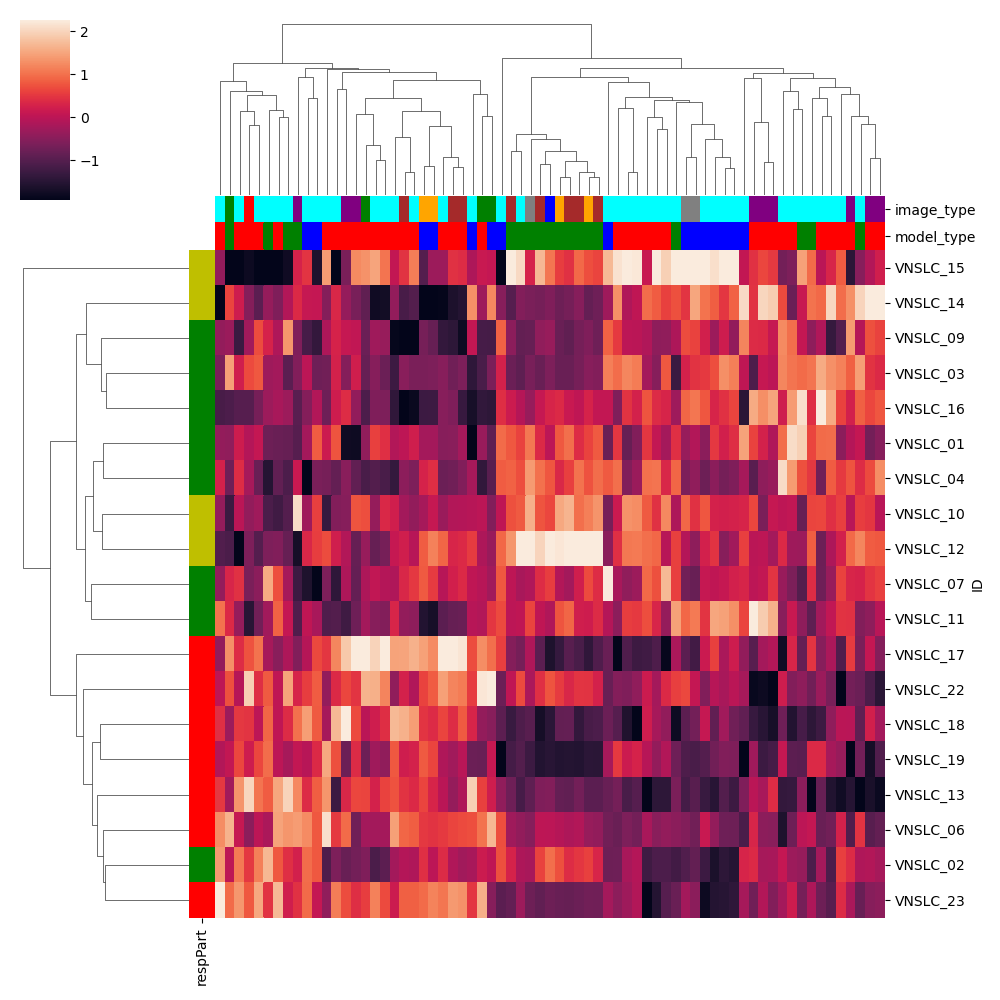 2
1
0
−1
image_type
model_type
VNSLC_15
VNSLC_14
VNSLC_09
VNSLC_03
VNSLC_16
VNSLC_01
VNSLC_04
VNSLC_10
VNSLC_12
VNSLC_07
VNSLC_11
VNSLC_17
VNSLC_22
VNSLC_18
VNSLC_19
VNSLC_13
VNSLC_06
VNSLC_02
VNSLC_23
ID
respPart